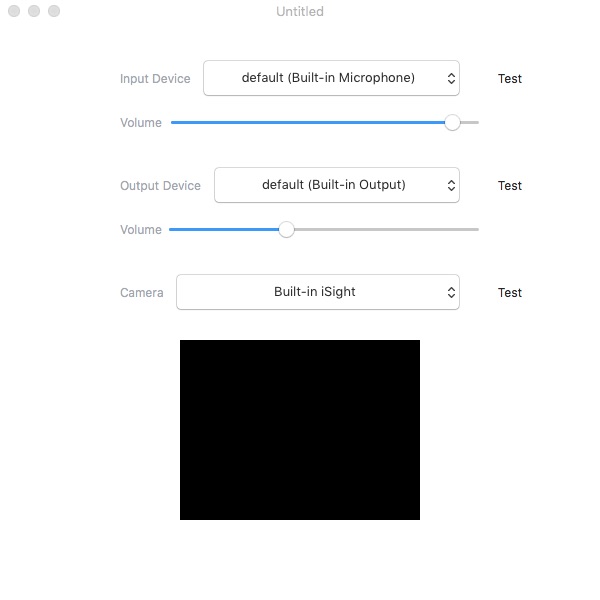 Untitled
Input Device default (Built-in Microphone) Test
Volume
Output Device default (Built-in Output) Test
Volume
Camera Built-in iSight Test